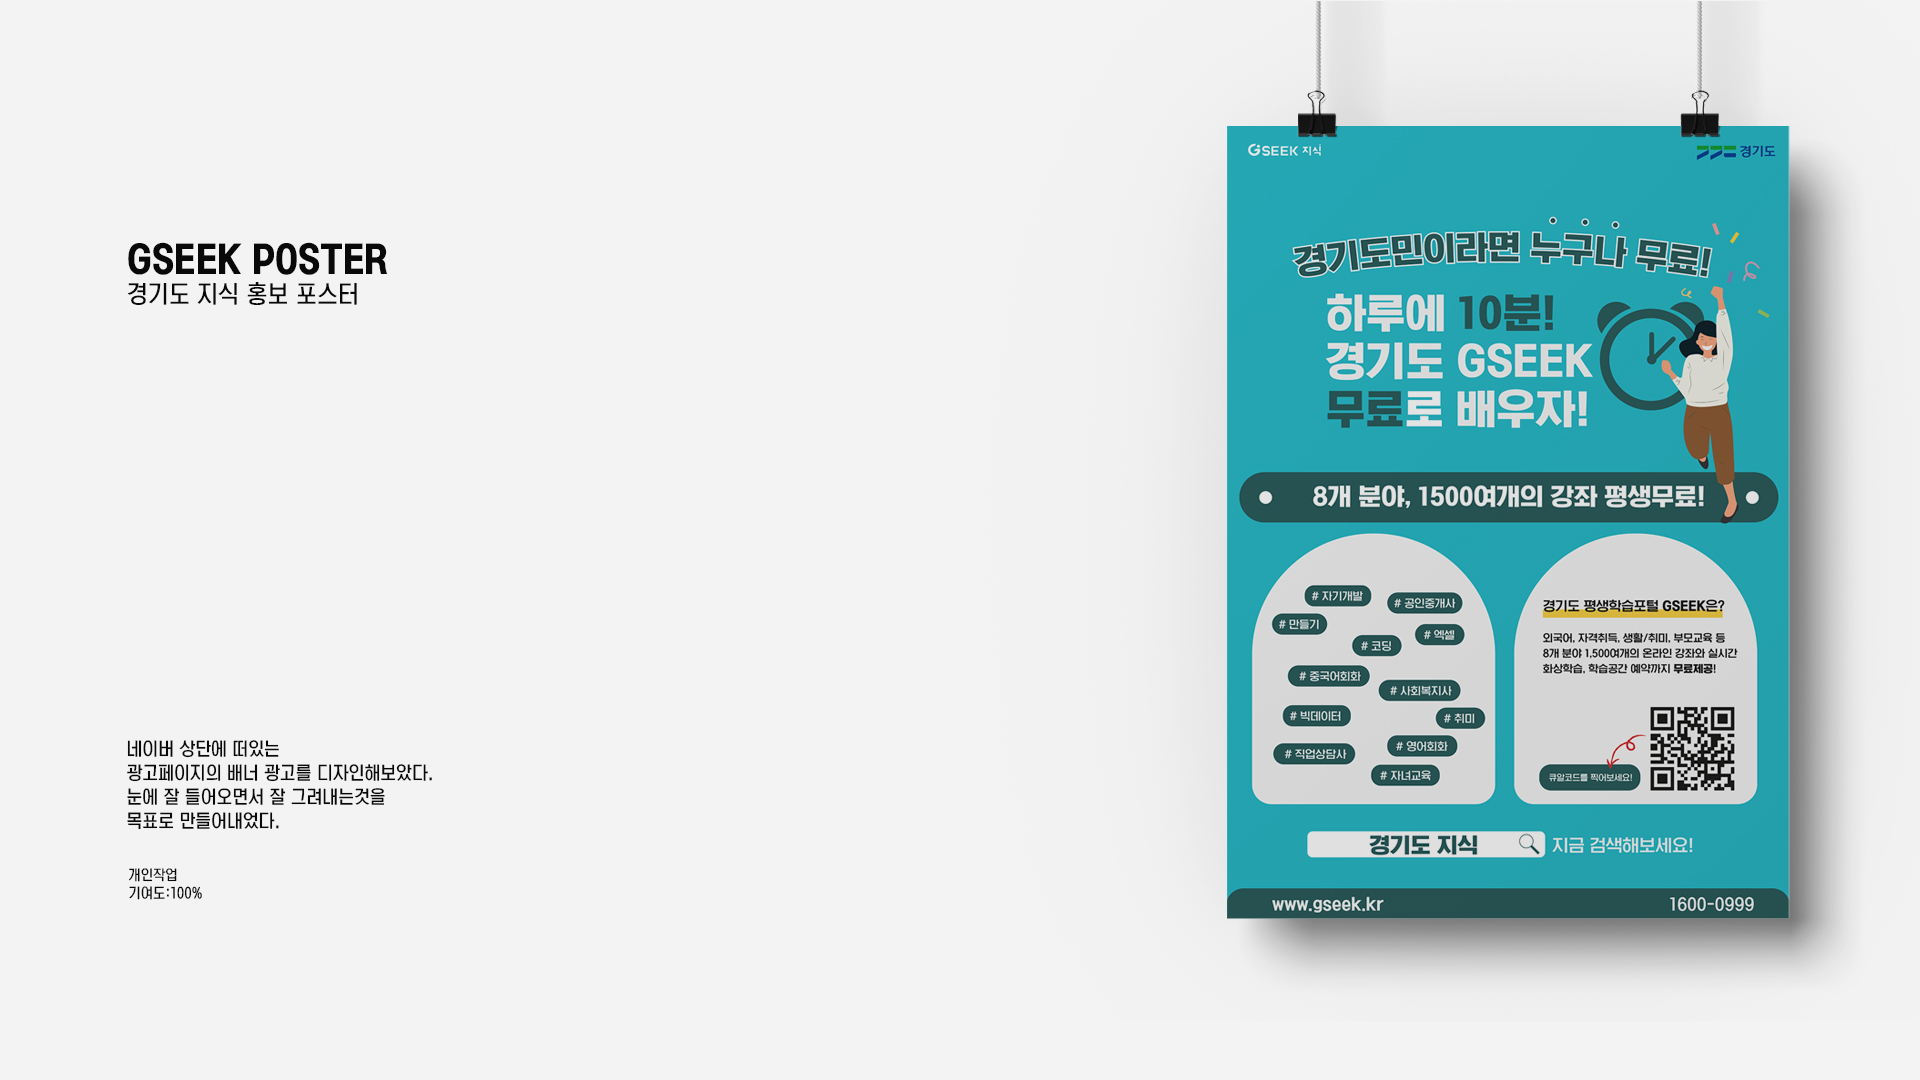 GSEEK POSTER
경기도 지식 홍보 포스터
네이버 상단에 떠있는
광고페이지의 배너 광고를 디자인해보았다.
눈에 잘 들어오면서 잘 그려내는것을
목표로 만들어내었다.
개인작업
기여도:100%
GSEEK 지식
경기도
경기도민이라면 누구나 무료!
하루에 10분!
경기도 GSEEK
무료로 배우자!
8개 분야, 1500여개의 강좌 평생무료!
# 자기개발
# 공인중개사
# 만들기
# 엑셀
# 코딩
# 중국어회화
# 사회복지사
# 빅데이터
# 취미
# 영어회화
# 직업상담사
# 자녀교육
경기도 평생학습포털 GSEEK은?
외국어, 자격취득, 생활/취미, 부모교육 등
8개 분야 1,500여개의 온라인 강좌와 실시간
화상학습, 학습공간 예약까지 무료제공!
큐알코드를 찍어보세요!
경기도 지식
지금 검색해보세요!
www.gseek.kr
1600-0999